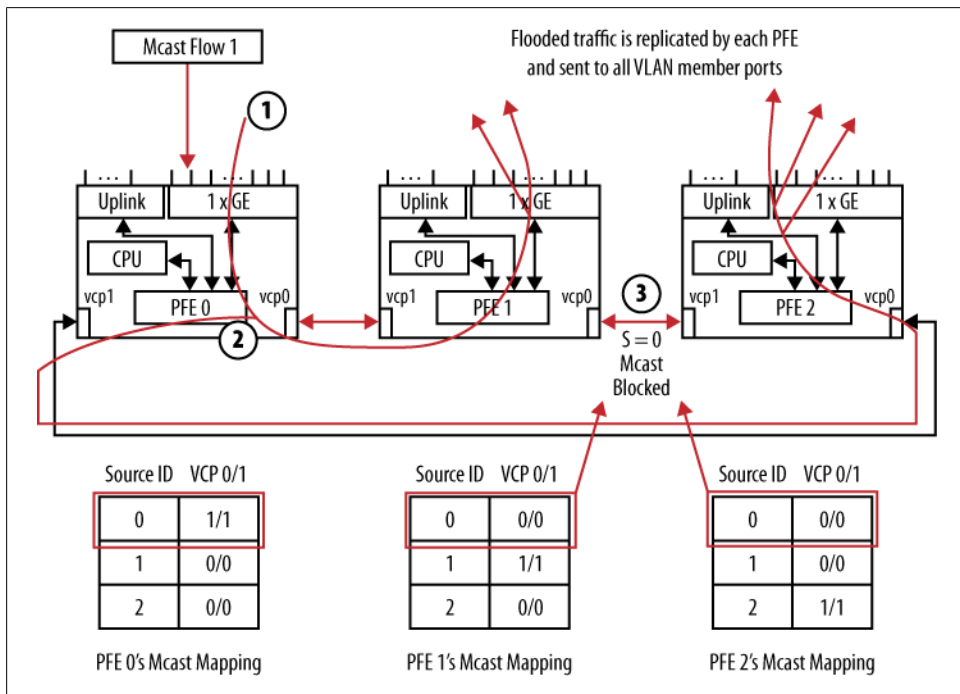 Mcast Flow 1
Flooded traffic is replicated by each PFE
and sent to all VLAN member ports
1
... ...
Uplink 1 x GE
CPU
vcp1 PFE 0 vcp0
2
... ...
Uplink 1 x GE
CPU
vcp1 PFE 1 vcp0
3
S = 0
Mcast
Blocked
... ...
Uplink 1 x GE
CPU
vcp1 PFE 2 vcp0
Source ID VCP 0/1
0 1/1
1 0/0
2 0/0
PFE 0's Mcast Mapping
Source ID VCP 0/1
0 0/0
1 1/1
2 0/0
PFE 1's Mcast Mapping
Source ID VCP 0/1
0 0/0
1 0/0
2 1/1
PFE 2's Mcast Mapping